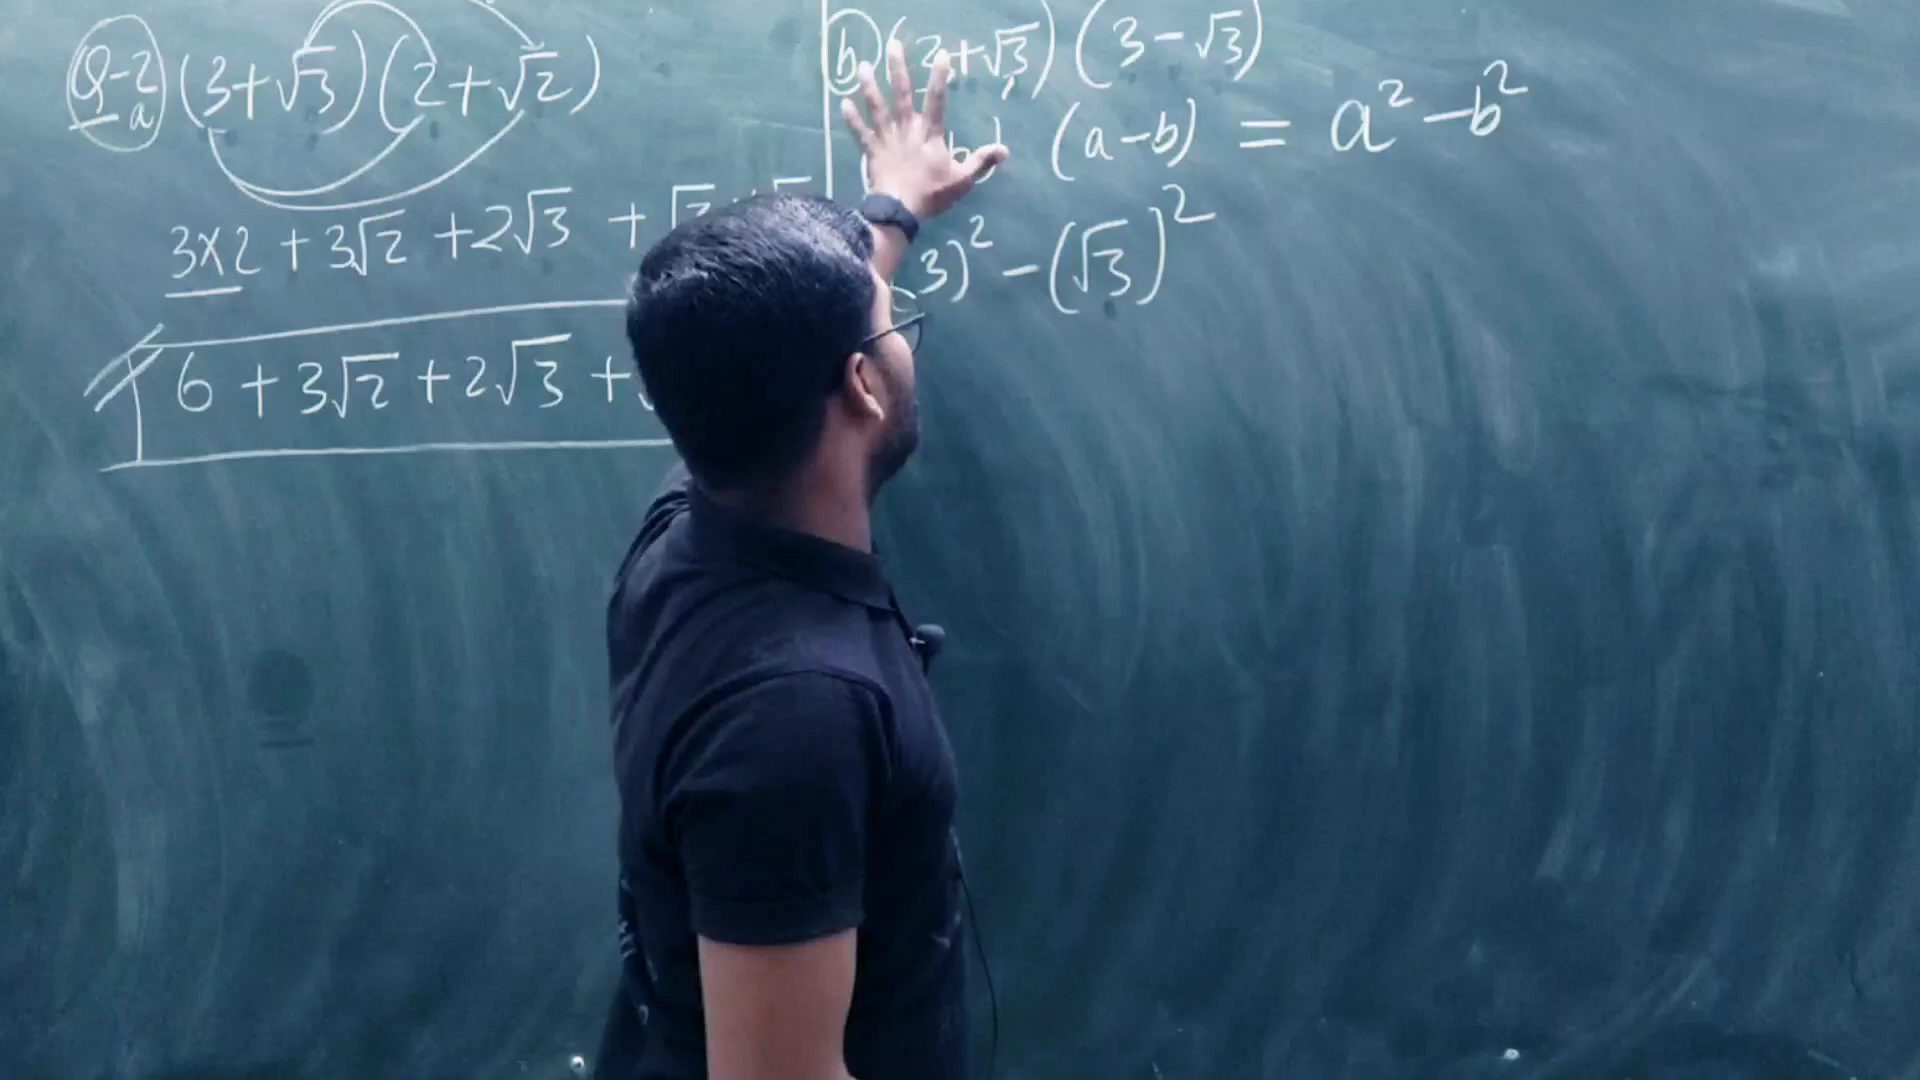 Q-2 a (3+√3)(2+√2)
3×2 + 3√2 + 2√3 + √3
6 + 3√2 + 2√3 +
b (3+√3) (3-√3)
b) (a-b) = a² - b²
3)² - (√3)²